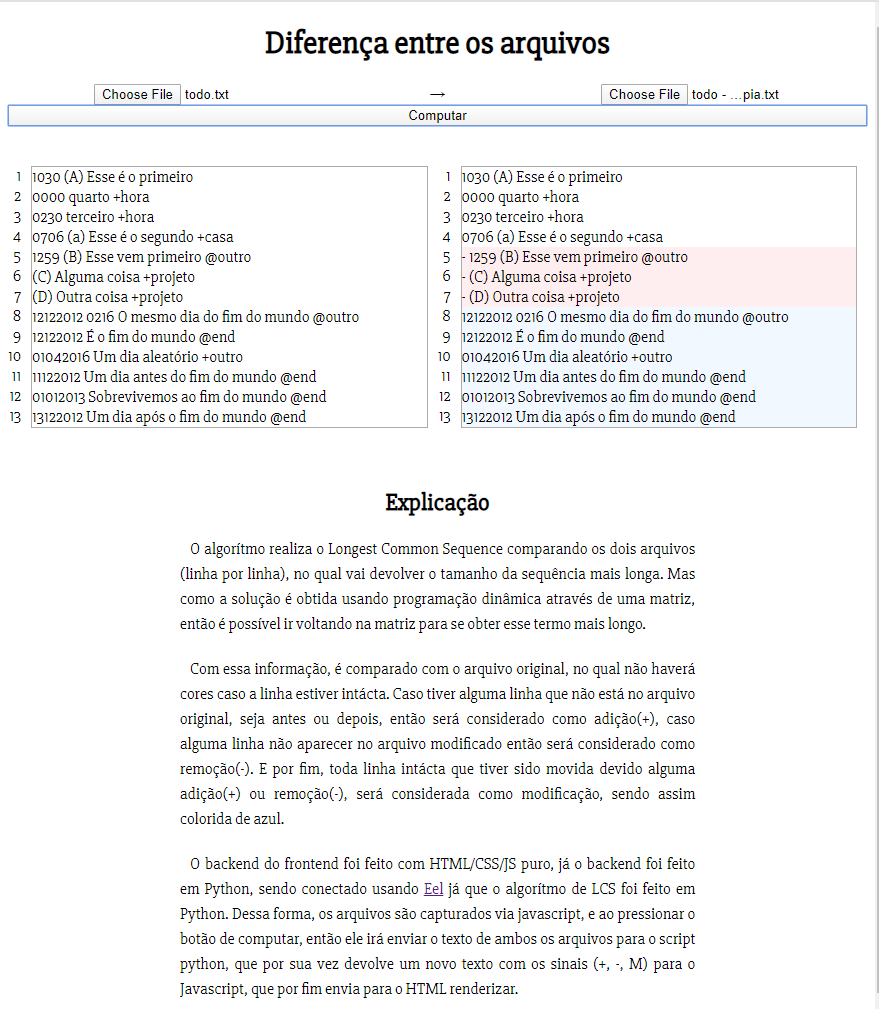 Diferença entre os arquivos
Choose File todo.txt → Choose File todo - ...pia.txt
Computar
1 1030 (A) Esse é o primeiro
2 0000 quarto +hora
3 0230 terceiro +hora
4 0706 (a) Esse é o segundo +casa
5 1259 (B) Esse vem primeiro @outro
6 (C) Alguma coisa +projeto
7 (D) Outra coisa +projeto
8 12122012 0216 O mesmo dia do fim do mundo @outro
9 12122012 É o fim do mundo @end
10 01042016 Um dia aleatório +outro
11 11122012 Um dia antes do fim do mundo @end
12 01012013 Sobrevivemos ao fim do mundo @end
13 13122012 Um dia após o fim do mundo @end
1 1030 (A) Esse é o primeiro
2 0000 quarto +hora
3 0230 terceiro +hora
4 0706 (a) Esse é o segundo +casa
5 - 1259 (B) Esse vem primeiro @outro
6 - (C) Alguma coisa +projeto
7 - (D) Outra coisa +projeto
8 12122012 0216 O mesmo dia do fim do mundo @outro
9 12122012 É o fim do mundo @end
10 01042016 Um dia aleatório +outro
11 11122012 Um dia antes do fim do mundo @end
12 01012013 Sobrevivemos ao fim do mundo @end
13 13122012 Um dia após o fim do mundo @end
Explicação
O algorítmo realiza o Longest Common Sequence comparando os dois arquivos
(linha por linha), no qual vai devolver o tamanho da sequência mais longa. Mas
como a solução é obtida usando programação dinâmica através de uma matriz,
então é possível ir voltando na matriz para se obter esse termo mais longo.
Com essa informação, é comparado com o arquivo original, no qual não haverá
cores caso a linha estiver intácta. Caso tiver alguma linha que não está no arquivo
original, seja antes ou depois, então será considerado como adição(+), caso
alguma linha não aparecer no arquivo modificado então será considerado como
remoção(-). E por fim, toda linha intácta que tiver sido movida devido alguma
adição(+) ou remoção(-), será considerada como modificação, sendo assim
colorida de azul.
O backend do frontend foi feito com HTML/CSS/JS puro, já o backend foi feito
em Python, sendo conectado usando Eel já que o algorítmo de LCS foi feito em
Python. Dessa forma, os arquivos são capturados via javascript, e ao pressionar o
botão de computar, então ele irá enviar o texto de ambos os arquivos para o script
python, que por sua vez devolve um novo texto com os sinais (+, -, M) para o
Javascript, que por fim envia para o HTML renderizar.